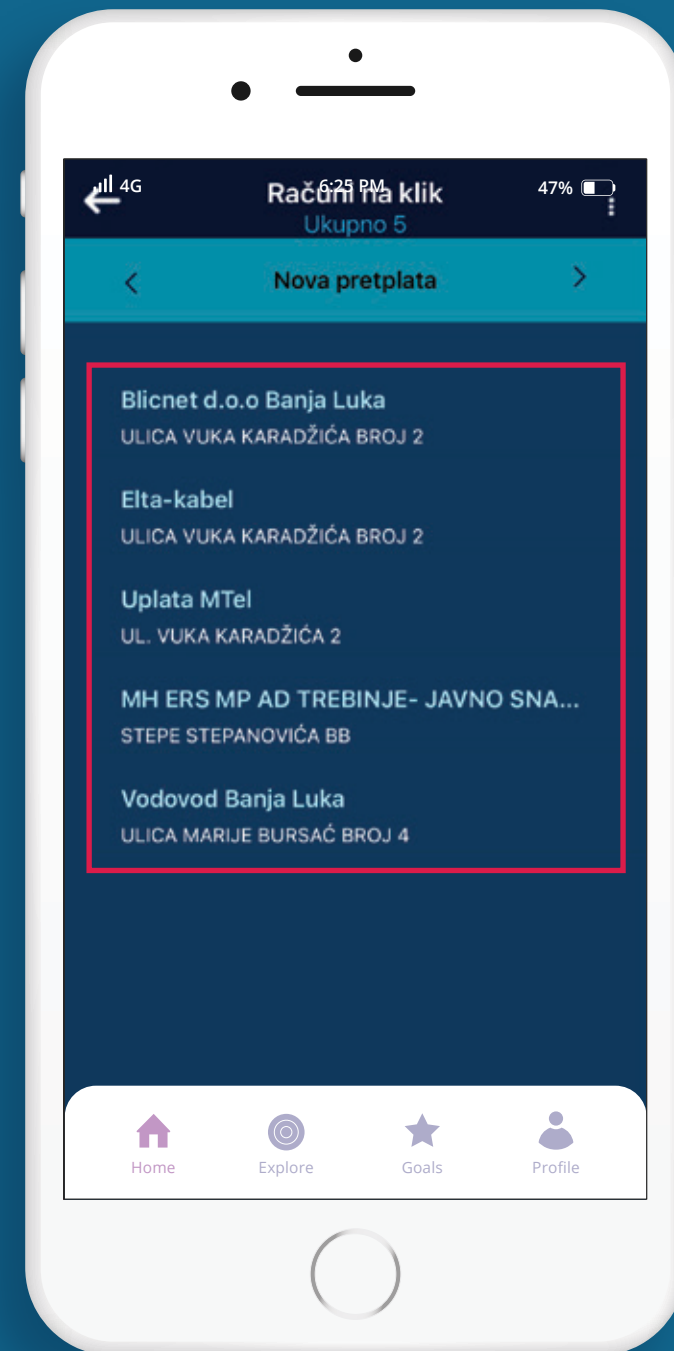 4G 6:25 PM 47%
Računi na klik
Ukupno 5
Nova pretplata
Blicnet d.o.o Banja Luka
ULICA VUKA KARADŽIĆA BROJ 2
Elta-kabel
ULICA VUKA KARADŽIĆA BROJ 2
Uplata MTel
UL. VUKA KARADŽIĆA 2
MH ERS MP AD TREBINJE- JAVNO SNA...
STEPE STEPANOVIĆA BB
Vodovod Banja Luka
ULICA MARIJE BURSAĆ BROJ 4
Home Explore Goals Profile